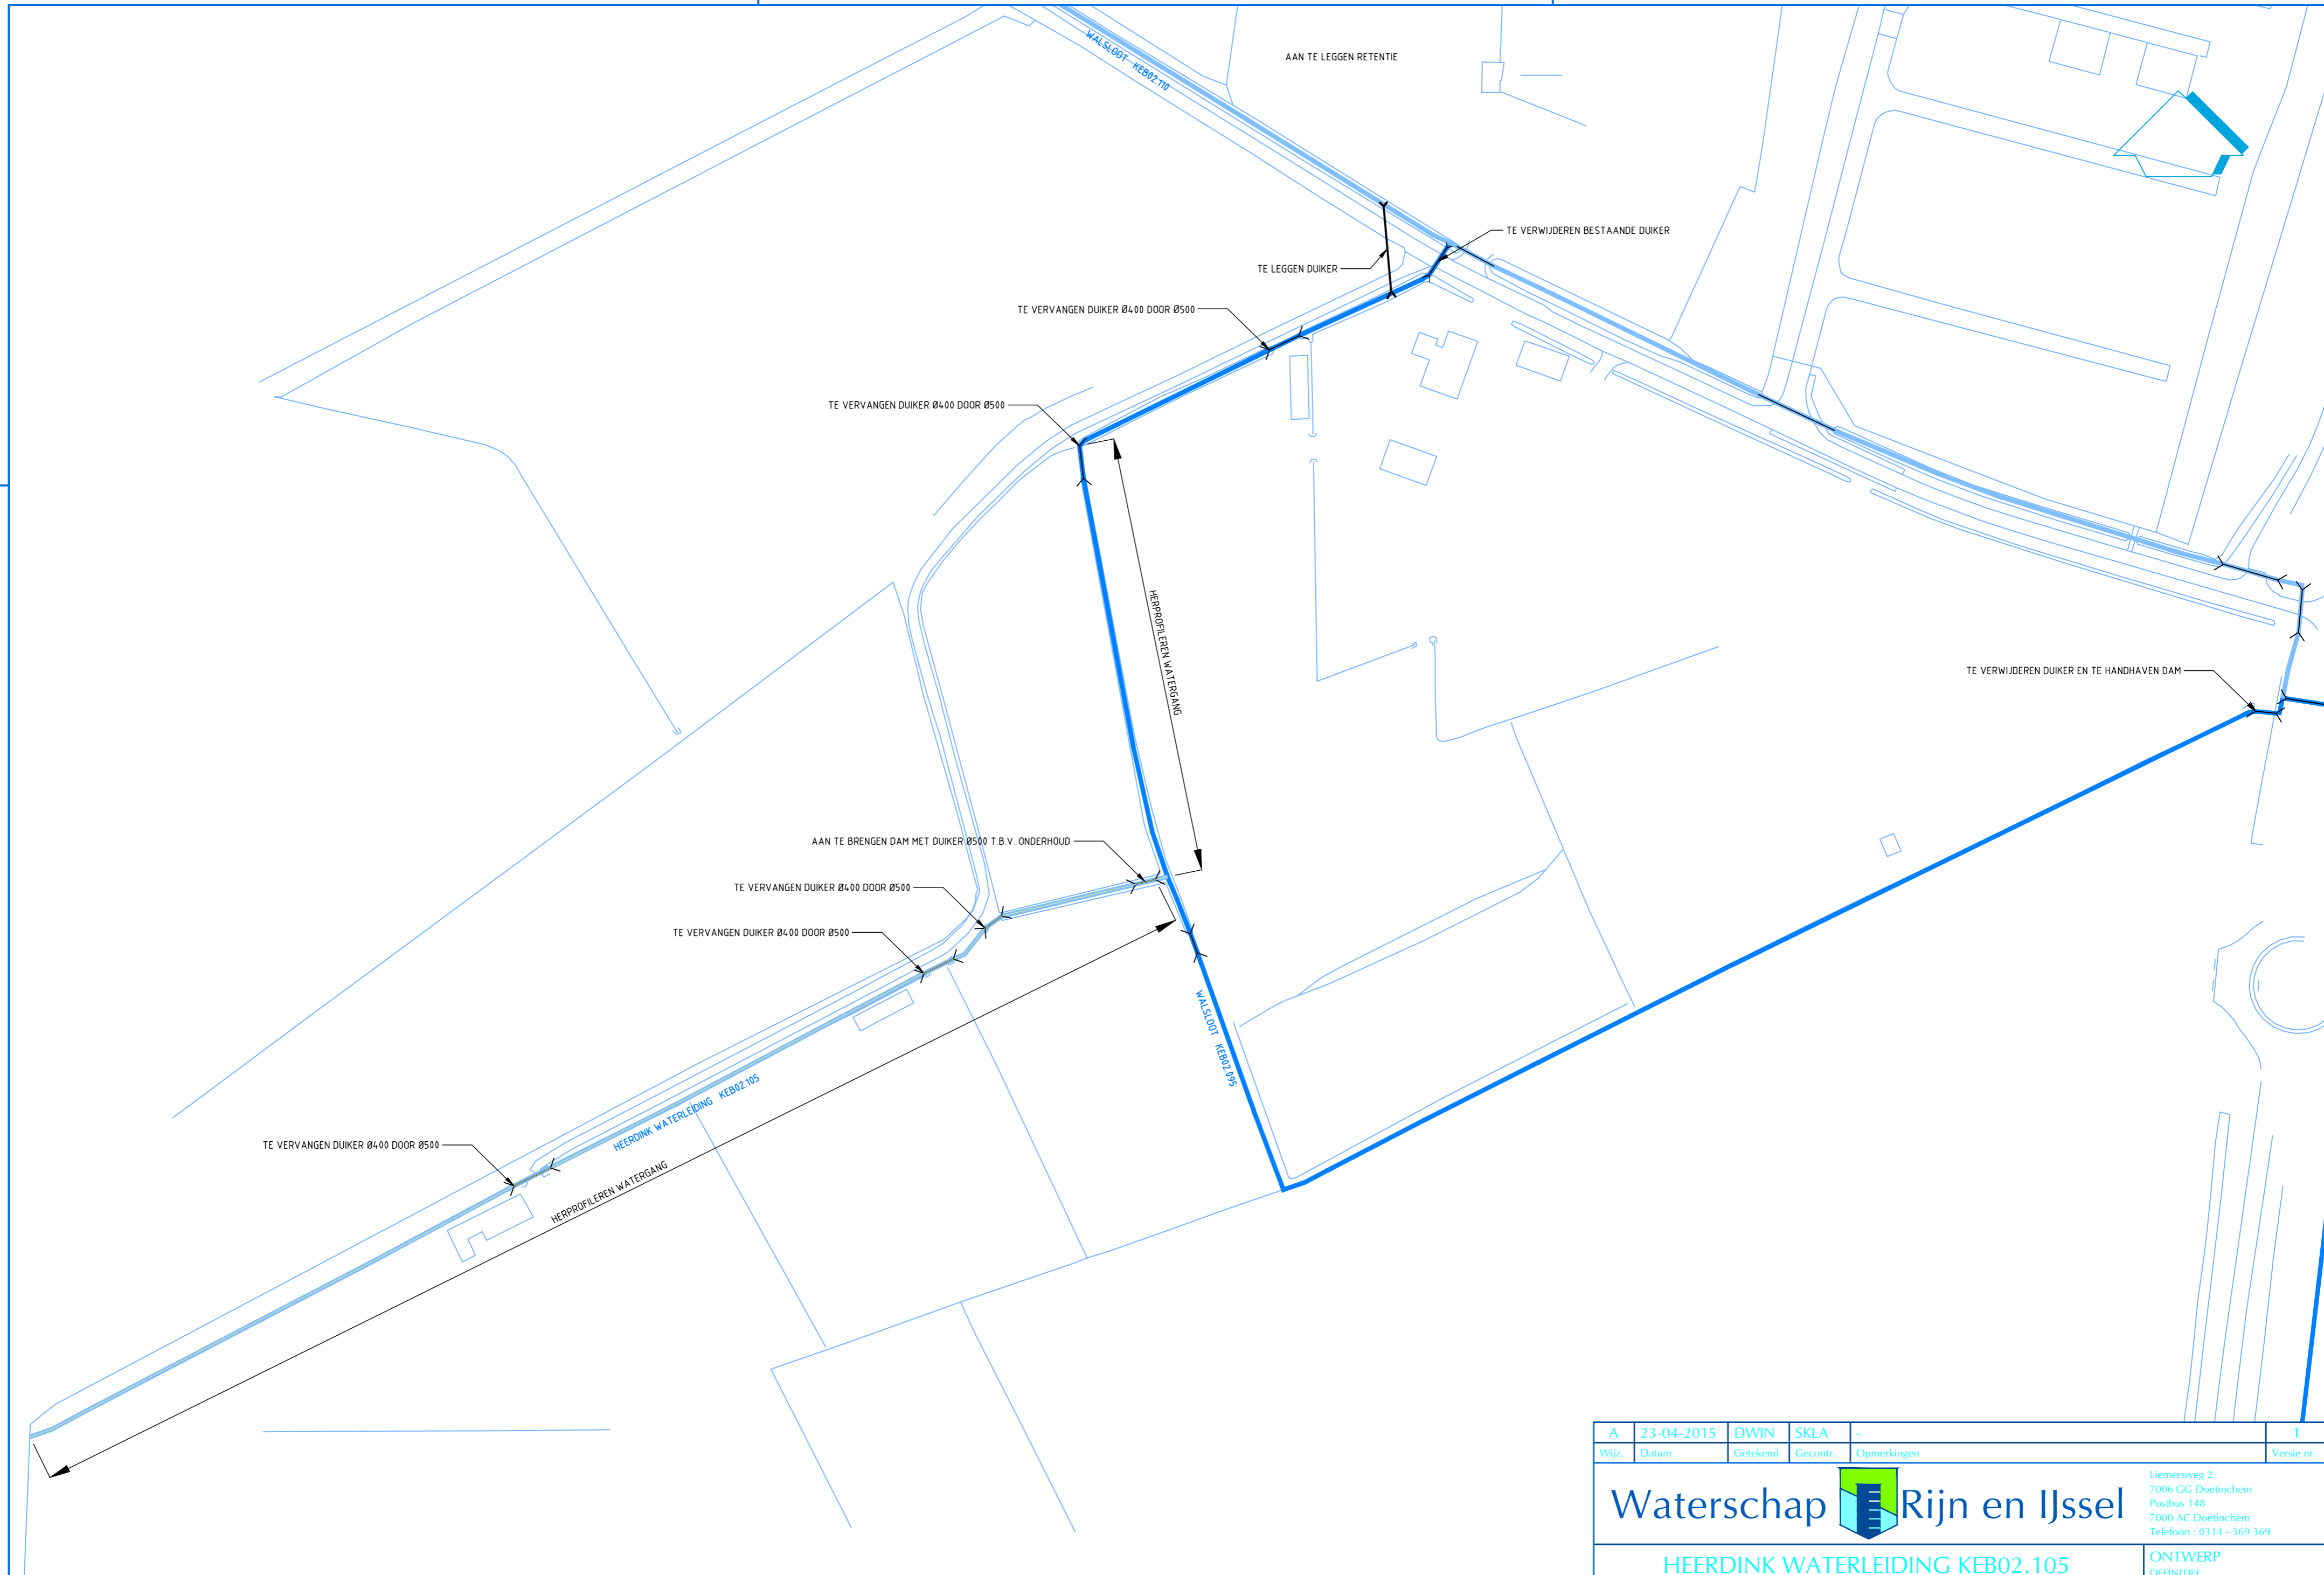 WALSLOOT KEB02.110
AAN TE LEGGEN RETENTIE
TE VERWIJDEREN BESTAANDE DUIKER
TE LEGGEN DUIKER
TE VERVANGEN DUIKER Ø400 DOOR Ø500
TE VERVANGEN DUIKER Ø400 DOOR Ø500
HERPROFILEREN WATERGANG
TE VERWIJDEREN DUIKER EN TE HANDHAVEN DAM
AAN TE BRENGEN DAM MET DUIKER Ø500 T.B.V. ONDERHOUD
TE VERVANGEN DUIKER Ø400 DOOR Ø500
TE VERVANGEN DUIKER Ø400 DOOR Ø500
WALSLOOT KEB02.095
HEERDINK WATERLEIDING KEB02.105
TE VERVANGEN DUIKER Ø400 DOOR Ø500
HERPROFILEREN WATERGANG
A 23-04-2015 DWIN SKLA - 1
Wijz. Datum Getekend Gecontr. Opmerkingen Versie nr.
Waterschap Rijn en IJssel
Liemersweg 2
7006 GG Doetinchem
Postbus 148
7000 AC Doetinchem
Telefoon : 0314 - 369 369
HEERDINK WATERLEIDING KEB02.105
ONTWERP
DEFINITIEF